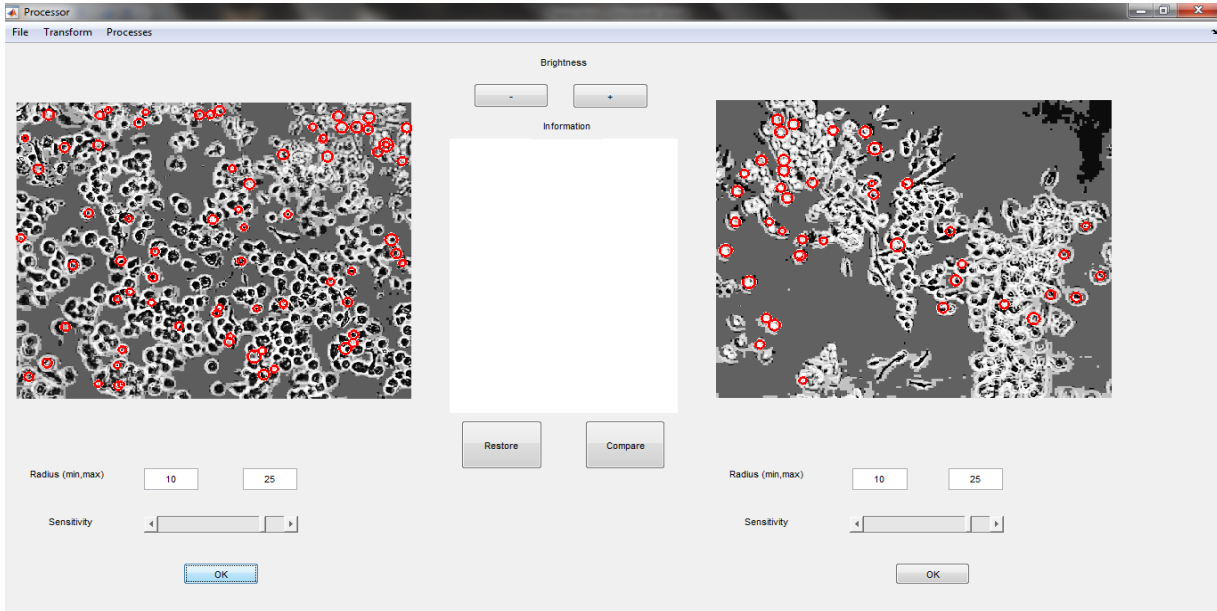 Processor
File Transform Processes
Brightness
- +
Information
Restore Compare
Radius (min,max) 10 25
Sensitivity
OK
Radius (min,max) 10 25
Sensitivity
OK